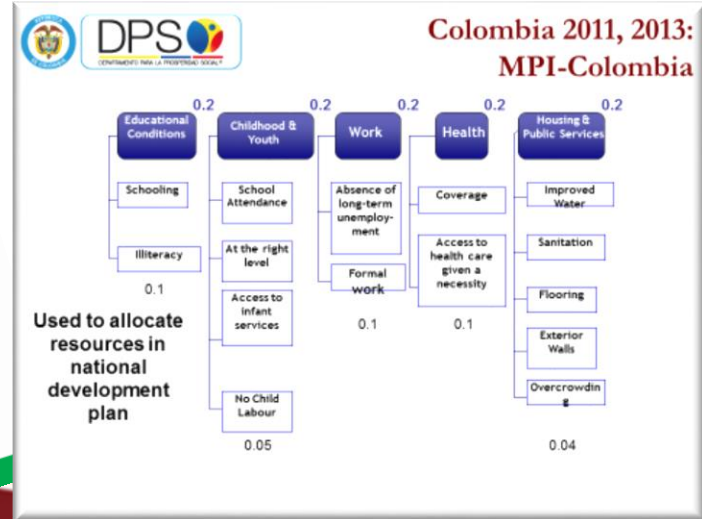 DPS
DEPARTAMENTO PARA LA PROSPERIDAD SOCIAL
Colombia 2011, 2013:
MPI-Colombia
0.2
0.2
0.2
0.2
0.2
Educational
Conditions
Childhood &
Youth
Work
Health
Housing &
Public Services
Schooling
Illiteracy
0.1
School
Attendance
At the right
level
Access to
infant
services
No Child
Labour
0.05
Absence of
long-term
unemploy-
ment
Formal
work
0.1
Coverage
Access to
health care
given a
necessity
0.1
Improved
Water
Sanitation
Flooring
Exterior
Walls
Overcrowdin
g
0.04
Used to allocate
resources in
national
development
plan